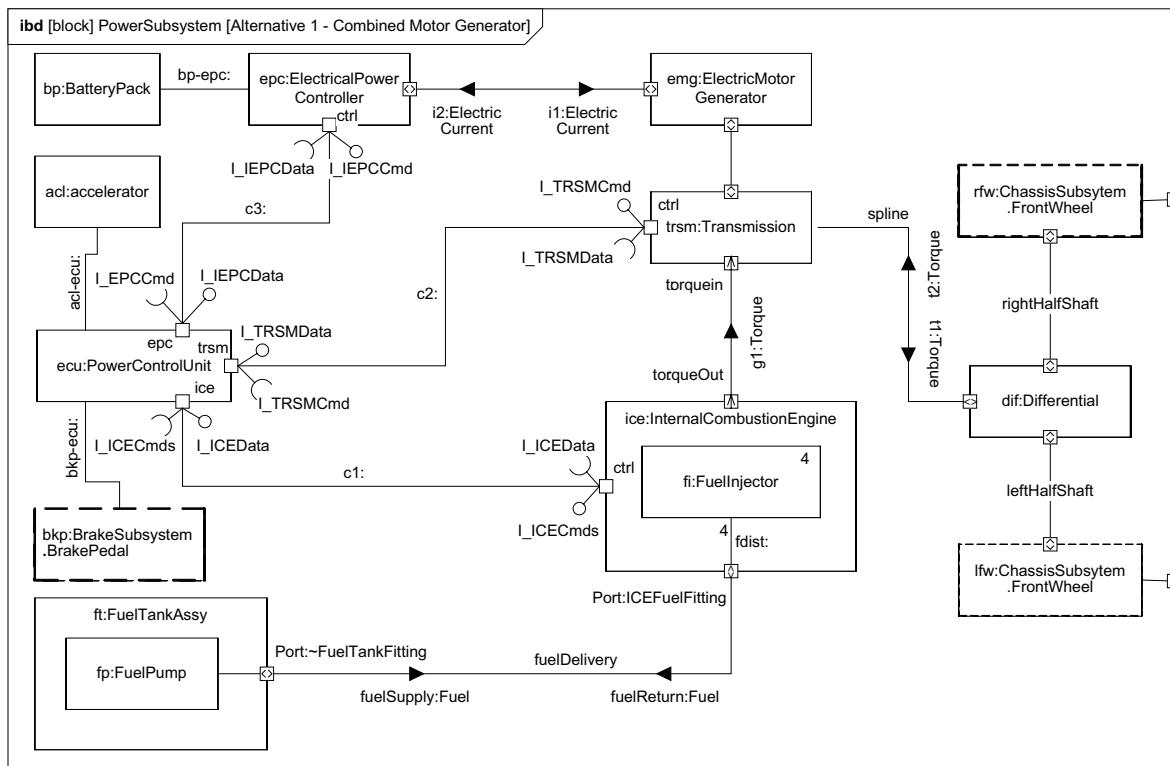 ibd [block] PowerSubsystem [Alternative 1 - Combined Motor Generator]
bp:BatteryPack
bp-epc:
epc:ElectricalPower
Controller
ctrl
i2:Electric
Current
i1:Electric
Current
emg:ElectricMotor
Generator
I_IEPCData
I_IEPCCmd
acl:accelerator
c3:
I_TRSMCmd
ctrl
trsm:Transmission
I_TRSMData
spline
rfw:ChassisSubsytem
.FrontWheel
acl-ecu:
I_EPCCmd
I_IEPCData
c2:
torquein
t2:Torque
t1:Torque
rightHalfShaft
epc
trsm
ecu:PowerControlUnit
ice
I_TRSMData
I_TRSMCmd
g1:Torque
torqueOut
dif:Differential
bkp-ecu:
I_ICECmds
I_ICEData
c1:
I_ICEData
ctrl
I_ICECmds
ice:InternalCombustionEngine
4
fi:FuelInjector
4
fdist:
leftHalfShaft
bkp:BrakeSubsystem
.BrakePedal
lfw:ChassisSubsytem
.FrontWheel
Port:ICEFuelFitting
ft:FuelTankAssy
fp:FuelPump
Port:~FuelTankFitting
fuelDelivery
fuelSupply:Fuel
fuelReturn:Fuel